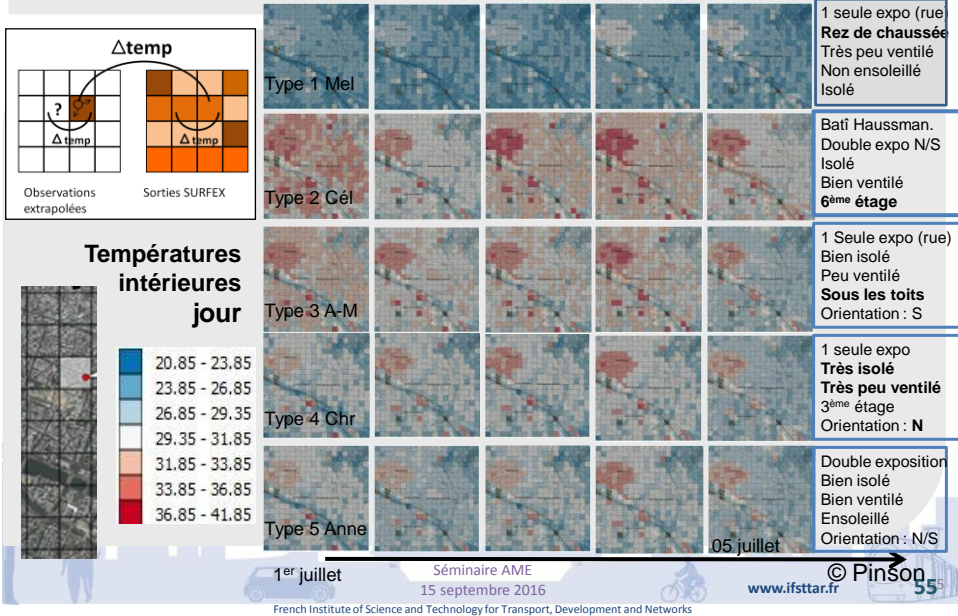 Δtemp
?
Δtemp
Δtemp
Observations
extrapolées
Sorties SURFEX
Températures
intérieures
jour
20.85 - 23.85
23.85 - 26.85
26.85 - 29.35
29.35 - 31.85
31.85 - 33.85
33.85 - 36.85
36.85 - 41.85
Type 1 Mel
1 seule expo (rue)
Rez de chaussée
Très peu ventilé
Non ensoleillé
Isolé
Type 2 Cél
Batî Haussman.
Double expo N/S
Isolé
Bien ventilé
6ème étage
Type 3 A-M
1 Seule expo (rue)
Bien isolé
Peu ventilé
Sous les toits
Orientation : S
Type 4 Chr
1 seule expo
Très isolé
Très peu ventilé
3ème étage
Orientation : N
Type 5 Anne
Double exposition
Bien isolé
Bien ventilé
Ensoleillé
Orientation : N/S
1er juillet
05 juillet
Séminaire AME
15 septembre 2016
www.ifsttar.fr
© Pinson
55
5
French Institute of Science and Technology for Transport, Development and Networks